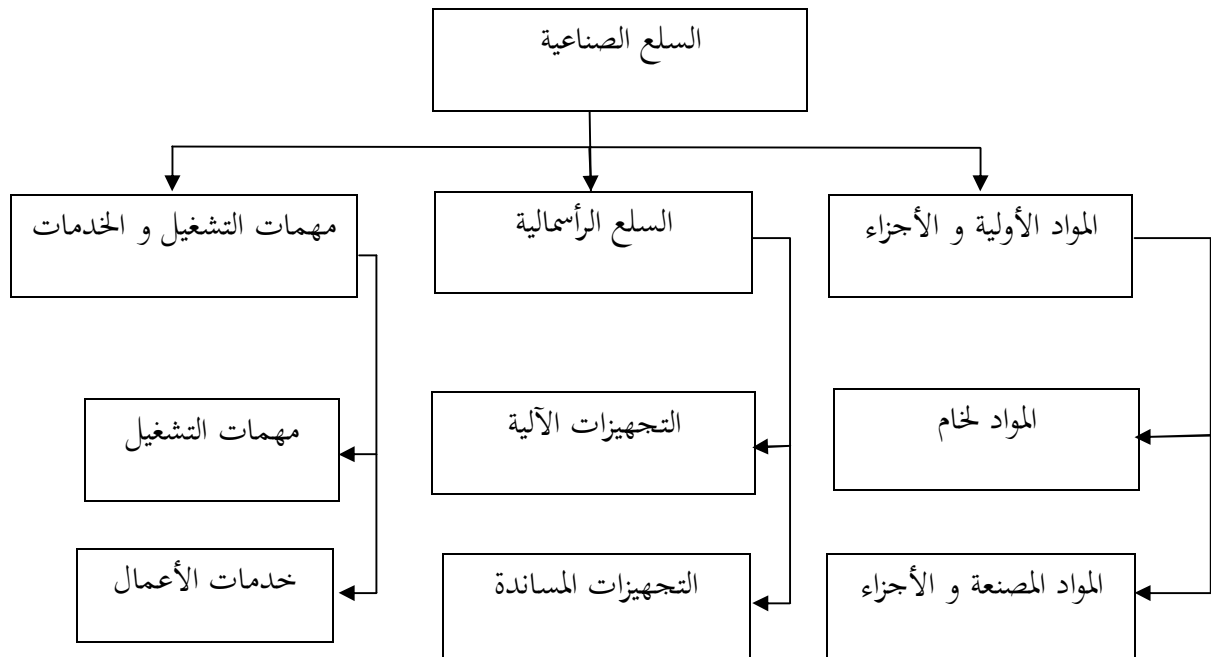 السلع الصناعية
المواد الأولية و الأجزاء
السلع الرأسمالية
مهمات التشغيل و الخدمات
المواد لخام
التجهيزات الآلية
مهمات التشغيل
المواد المصنعة و الأجزاء
التجهيزات المساندة
خدمات الأعمال